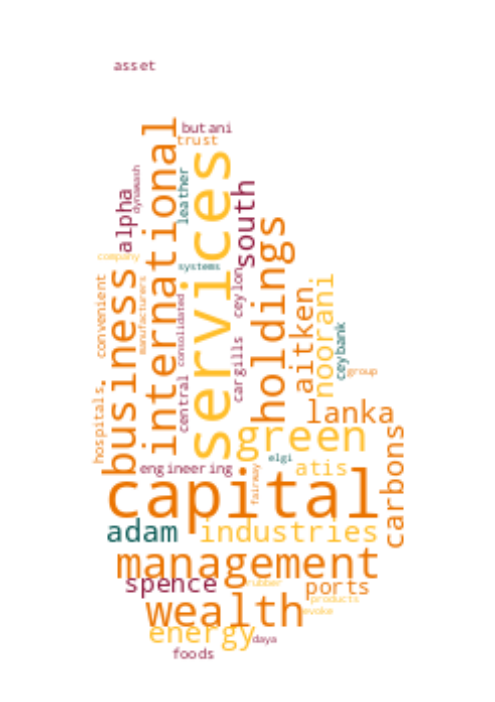 asset
butani
trust
international
services
leather
dynawash
alpha
south
company
systems
holdings
convenient
business
manufacturers
consolidated
ceylon
aitken
noorani
ceybank
central
cargills
group
hospitals
lanka
green
carbons
engineering
elgi
atis
fairway
capital
adam
industries
management
spence
rubber
ports
products
wealth
evoke
energy
daya
foods